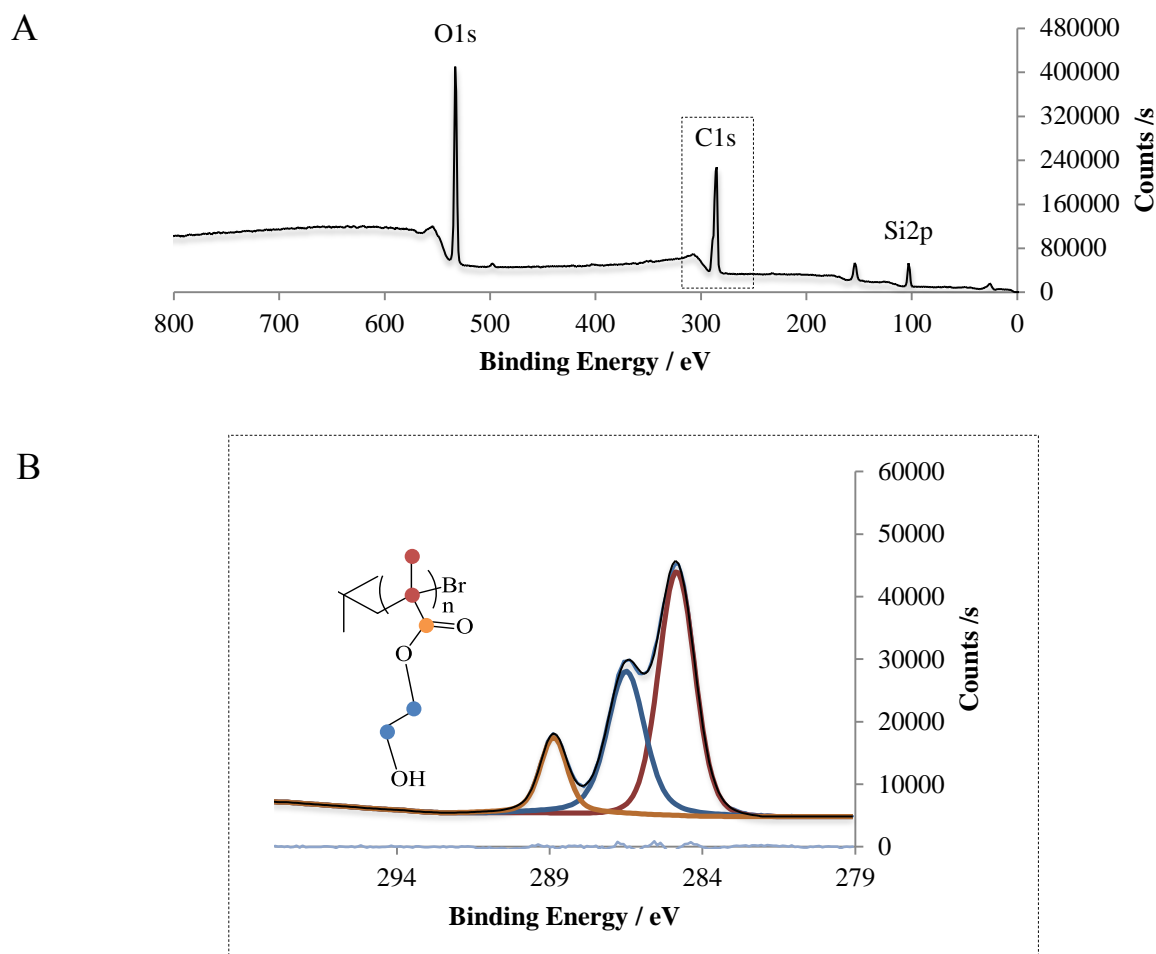 A
O1s
C1s
Si2p
480000
400000
320000
240000
160000
80000
0
Counts /s
800 700 600 500 400 300 200 100 0
Binding Energy / eV
B
60000
50000
40000
30000
20000
10000
0
Counts /s
Br
n
O
O
OH
294 289 284 279
Binding Energy / eV